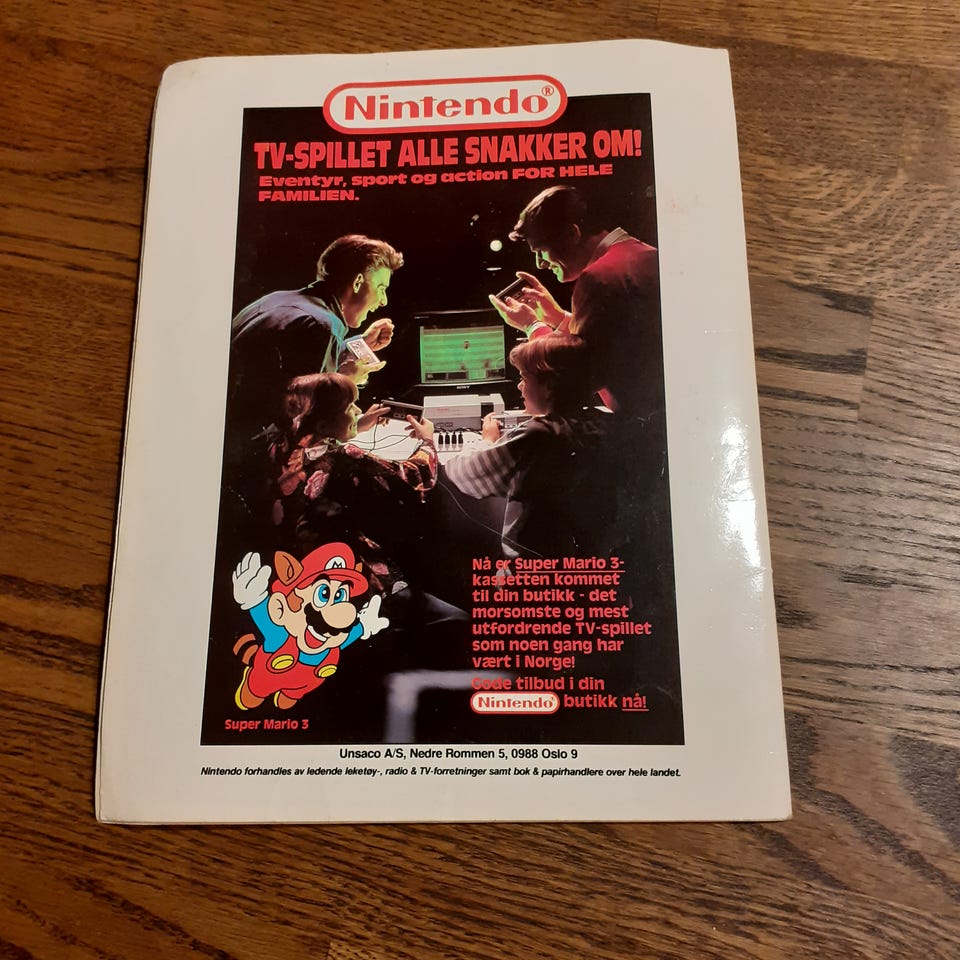 Nintendo®
TV-SPILLET ALLE SNAKKER OM!
Eventyr, sport og action FOR HELE
FAMILIEN.
SONY
Nå er Super Mario 3-
kassetten kommet
til din butikk - det
morsomste og mest
utfordrende TV-spillet
som noen gang har
vært i Norge!
Gode tilbud i din
Nintendo® butikk nå!
M
Super Mario 3
Unsaco A/S, Nedre Rommen 5, 0988 Oslo 9
Nintendo forhandles av ledende leketøy-, radio & TV-forretninger samt bok & papirhandlere over hele landet.